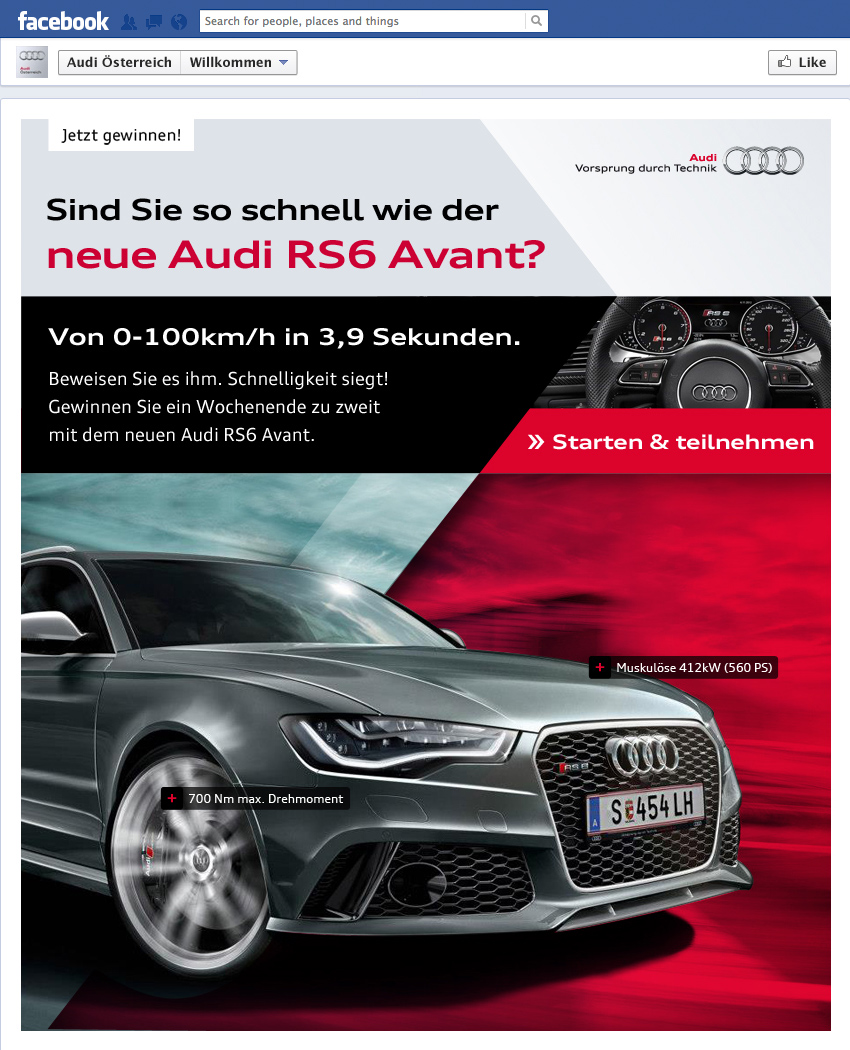 facebook
Search for people, places and things
Audi Österreich
Willkommen
Like
Jetzt gewinnen!
Audi
Vorsprung durch Technik
Sind Sie so schnell wie der
neue Audi RS6 Avant?
Von 0-100km/h in 3,9 Sekunden.
Beweisen Sie es ihm. Schnelligkeit siegt!
Gewinnen Sie ein Wochenende zu zweit
mit dem neuen Audi RS6 Avant.
» Starten & teilnehmen
+ Muskulöse 412kW (560 PS)
+ 700 Nm max. Drehmoment
RS 6
A S 454 LH